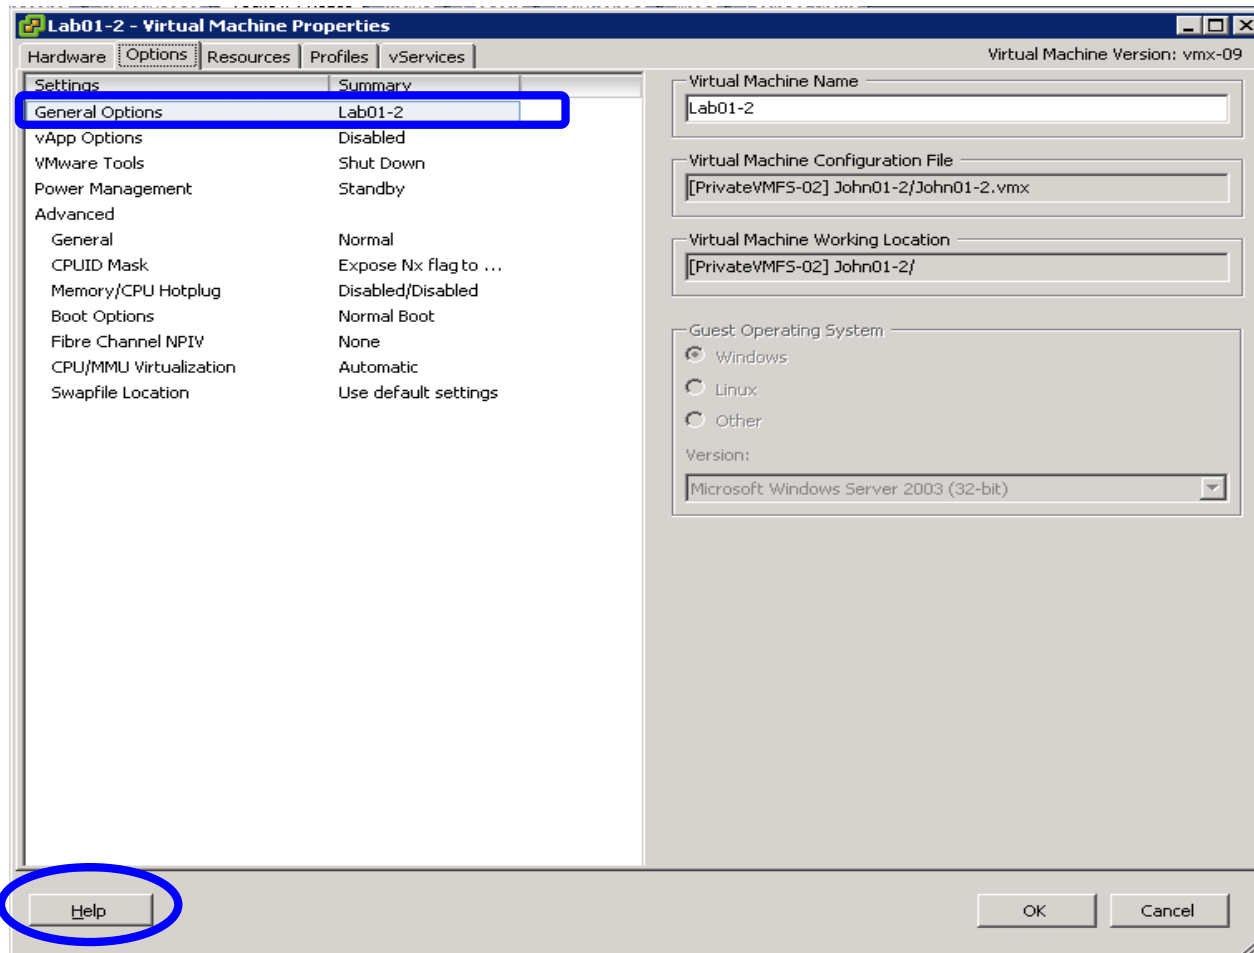 Lab01-2 - Virtual Machine Properties
Hardware Options Resources Profiles vServices Virtual Machine Version: vmx-09
Settings Summary
General Options Lab01-2
vApp Options Disabled
VMware Tools Shut Down
Power Management Standby
Advanced
General Normal
CPUID Mask Expose Nx flag to ...
Memory/CPU Hotplug Disabled/Disabled
Boot Options Normal Boot
Fibre Channel NPIV None
CPU/MMU Virtualization Automatic
Swapfile Location Use default settings
Virtual Machine Name
Lab01-2
Virtual Machine Configuration File
[PrivateVMFS-02] John01-2/John01-2.vmx
Virtual Machine Working Location
[PrivateVMFS-02] John01-2/
Guest Operating System
Windows
Linux
Other
Version:
Microsoft Windows Server 2003 (32-bit)
Help OK Cancel